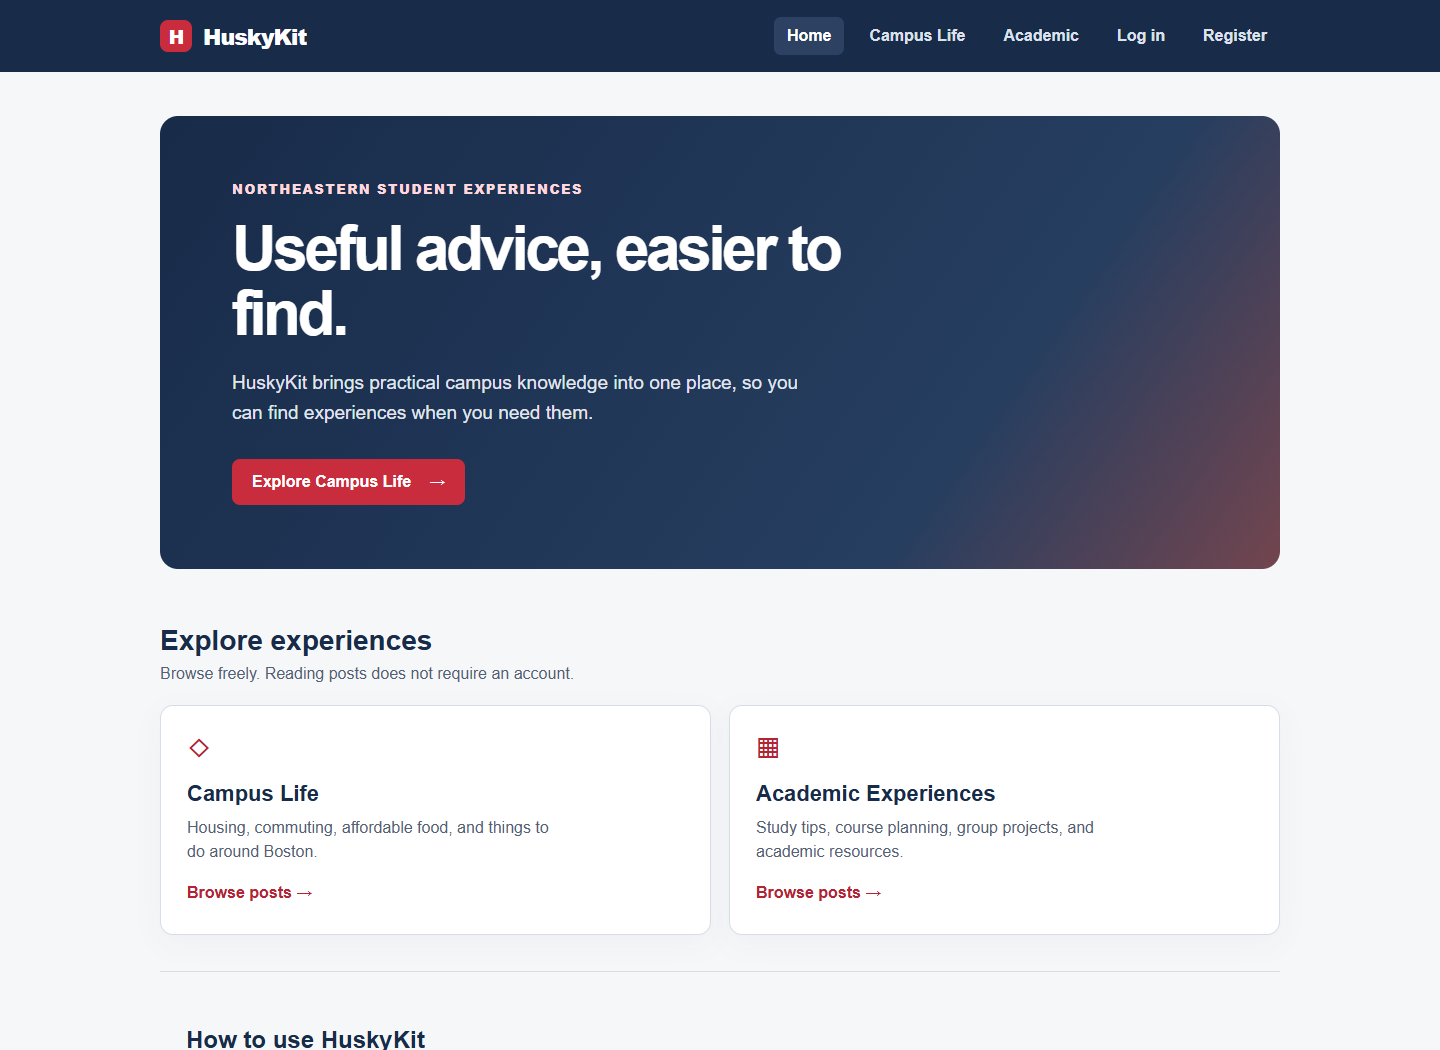 H HuskyKit
Home Campus Life Academic Log in Register
NORTHEASTERN STUDENT EXPERIENCES
Useful advice, easier to
find.
HuskyKit brings practical campus knowledge into one place, so you
can find experiences when you need them.
Explore Campus Life →
Explore experiences
Browse freely. Reading posts does not require an account.
Campus Life
Housing, commuting, affordable food, and things to
do around Boston.
Browse posts →
Academic Experiences
Study tips, course planning, group projects, and
academic resources.
Browse posts →
How to use HuskyKit